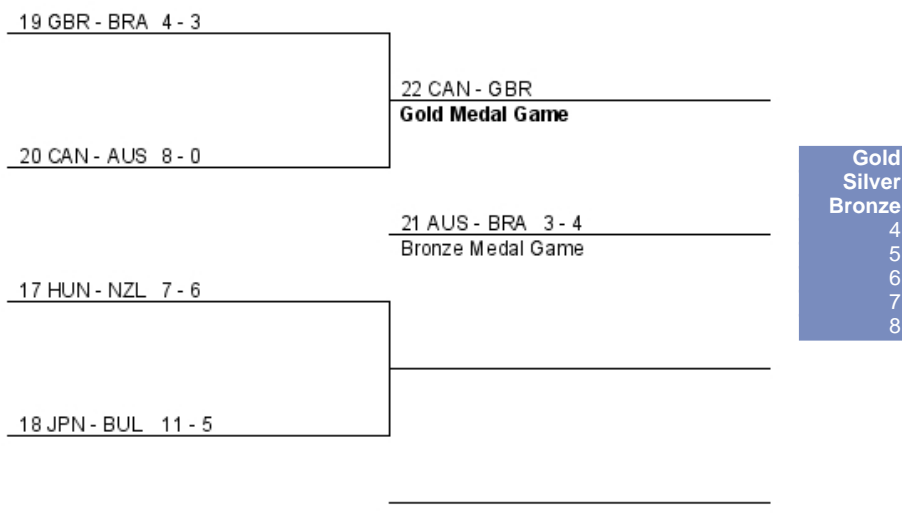 19 GBR - BRA 4 - 3
22 CAN - GBR
Gold Medal Game
20 CAN - AUS 8 - 0
21 AUS - BRA 3 - 4
Bronze Medal Game
17 HUN - NZL 7 - 6
18 JPN - BUL 11 - 5
Gold
Silver
Bronze
4
5
6
7
8